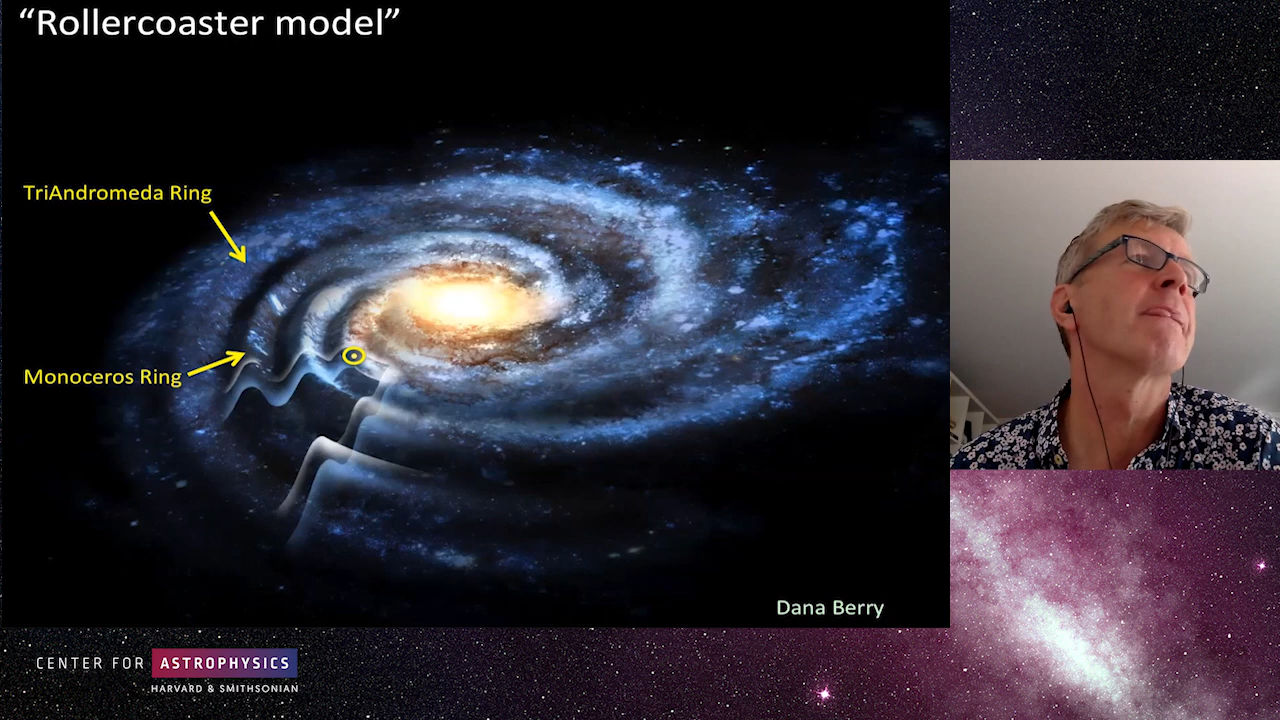 “Rollercoaster model”
TriAndromeda Ring
Monoceros Ring
Dana Berry
CENTER FOR ASTROPHYSICS
HARVARD & SMITHSONIAN